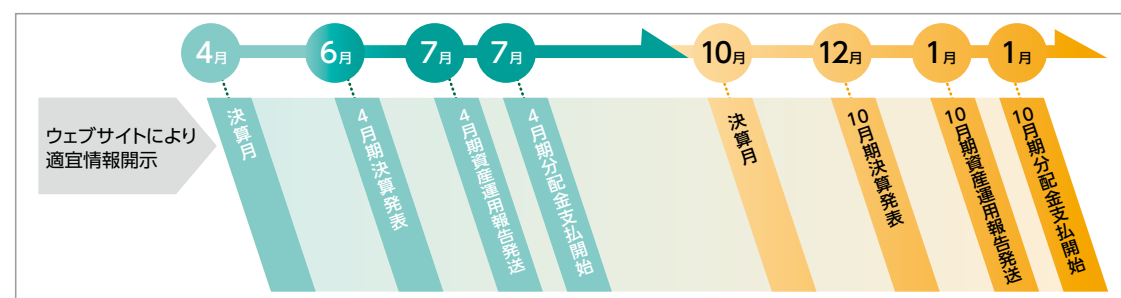 4月
6月
7月
7月
10月
12月
1月
1月
ウェブサイトにより
適宜情報開示
決算月
4月期決算発表
4月期資産運用報告発送
4月期分配金支払開始
決算月
10月期決算発表
10月期資産運用報告発送
10月期分配金支払開始